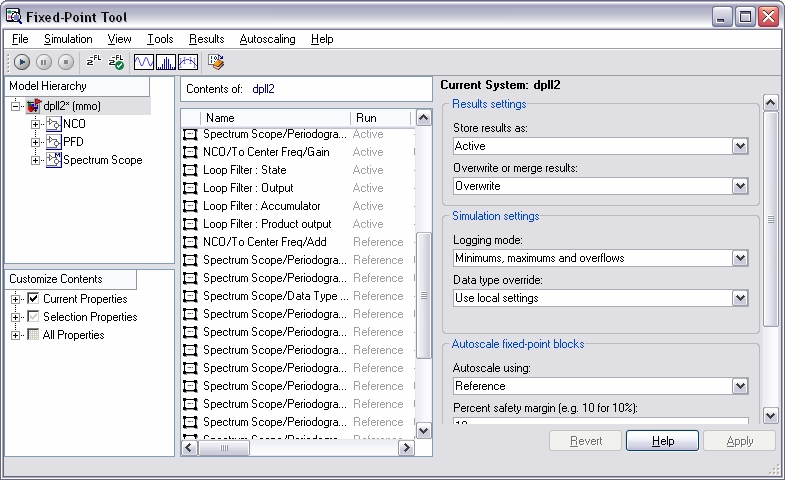 Fixed-Point Tool
File Simulation View Tools Results Autoscaling Help
Model Hierarchy
dpll2* (mmo)
NCO
PFD
Spectrum Scope
Customize Contents
Current Properties
Selection Properties
All Properties
Contents of: dpll2
Name Run
Spectrum Scope/Periodogra... Active
NCO/To Center Freq/Gain Active
Loop Filter : State Active
Loop Filter : Output Active
Loop Filter : Accumulator Active
Loop Filter : Product output Active
NCO/To Center Freq/Add Reference
Spectrum Scope/Periodogra... Reference
Spectrum Scope/Periodogra... Reference
Spectrum Scope/Data Type ... Reference
Spectrum Scope/Periodogra... Reference
Spectrum Scope/Periodogra... Reference
Spectrum Scope/Periodogra... Reference
Spectrum Scope/Periodogra... Reference
Spectrum Scope/Periodogra... Reference
Spectrum Scope/Periodogra... Reference
Spectrum Scope/Periodogra... Reference
Spectrum Scope/Periodogra... Reference
Current System: dpll2
Results settings
Store results as:
Active
Overwrite or merge results:
Overwrite
Simulation settings
Logging mode:
Minimums, maximums and overflows
Data type override:
Use local settings
Autoscale fixed-point blocks
Autoscale using:
Reference
Percent safety margin (e.g. 10 for 10%):
Revert Help Apply